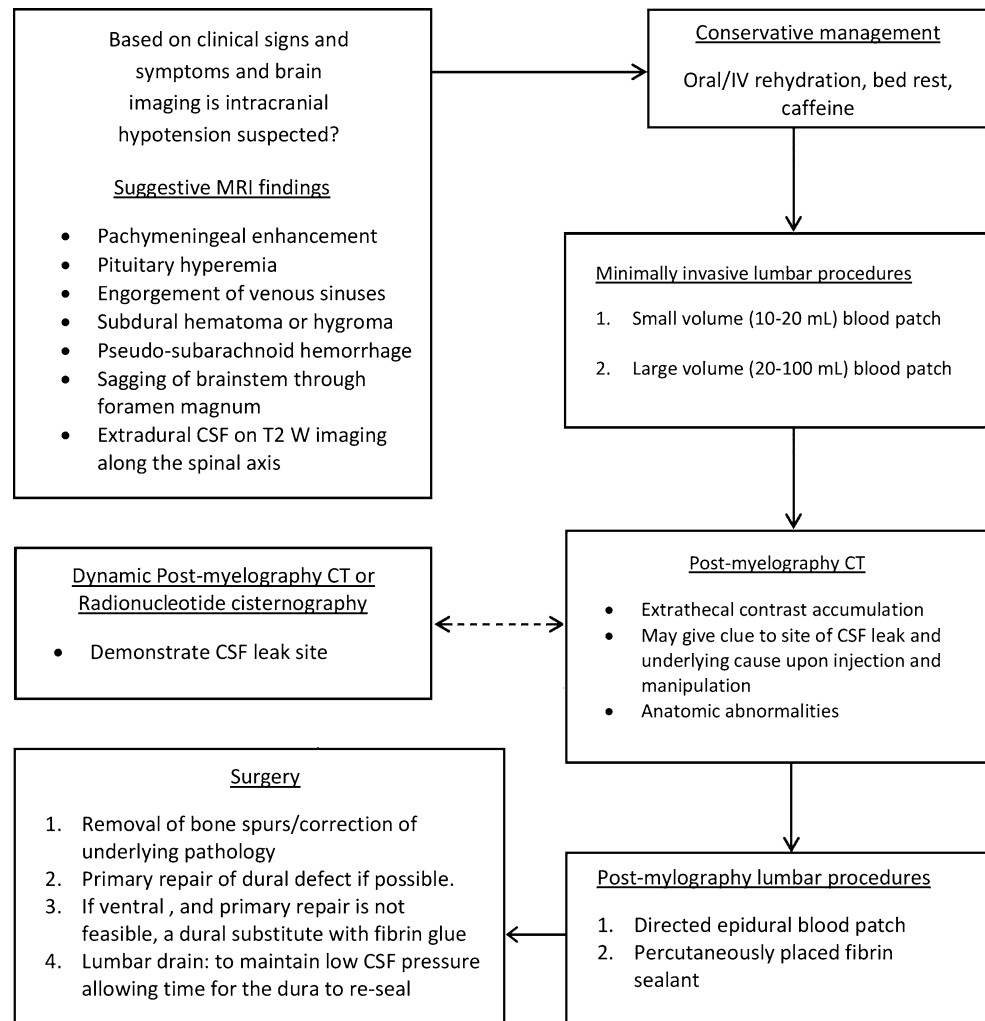 Based on clinical signs and
symptoms and brain
imaging is intracranial
hypotension suspected?
Suggestive MRI findings
• Pachymeningeal enhancement
• Pituitary hyperemia
• Engorgement of venous sinuses
• Subdural hematoma or hygroma
• Pseudo-subarachnoid hemorrhage
• Sagging of brainstem through
foramen magnum
• Extradural CSF on T2 W imaging
along the spinal axis
Conservative management
Oral/IV rehydration, bed rest,
caffeine
Minimally invasive lumbar procedures
1. Small volume (10-20 mL) blood patch
2. Large volume (20-100 mL) blood patch
Post-myelography CT
• Extrathecal contrast accumulation
• May give clue to site of CSF leak and
underlying cause upon injection and
manipulation
• Anatomic abnormalities
Dynamic Post-myelography CT or
Radionucleotide cisternography
• Demonstrate CSF leak site
Post-mylography lumbar procedures
1. Directed epidural blood patch
2. Percutaneously placed fibrin
sealant
Surgery
1. Removal of bone spurs/correction of
underlying pathology
2. Primary repair of dural defect if possible.
3. If ventral , and primary repair is not
feasible, a dural substitute with fibrin glue
4. Lumbar drain: to maintain low CSF pressure
allowing time for the dura to re-seal